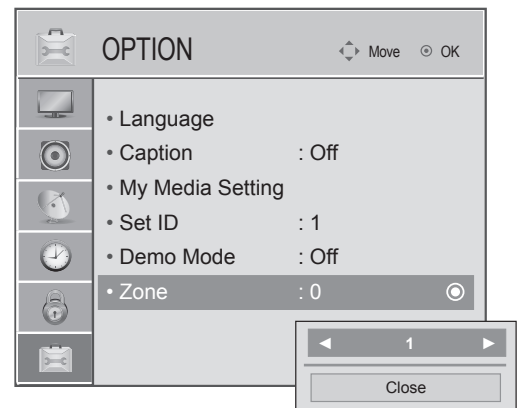 OPTION Move OK
• Language
• Caption : Off
• My Media Setting
• Set ID : 1
• Demo Mode : Off
• Zone : 0
◄ 1 ►
Close